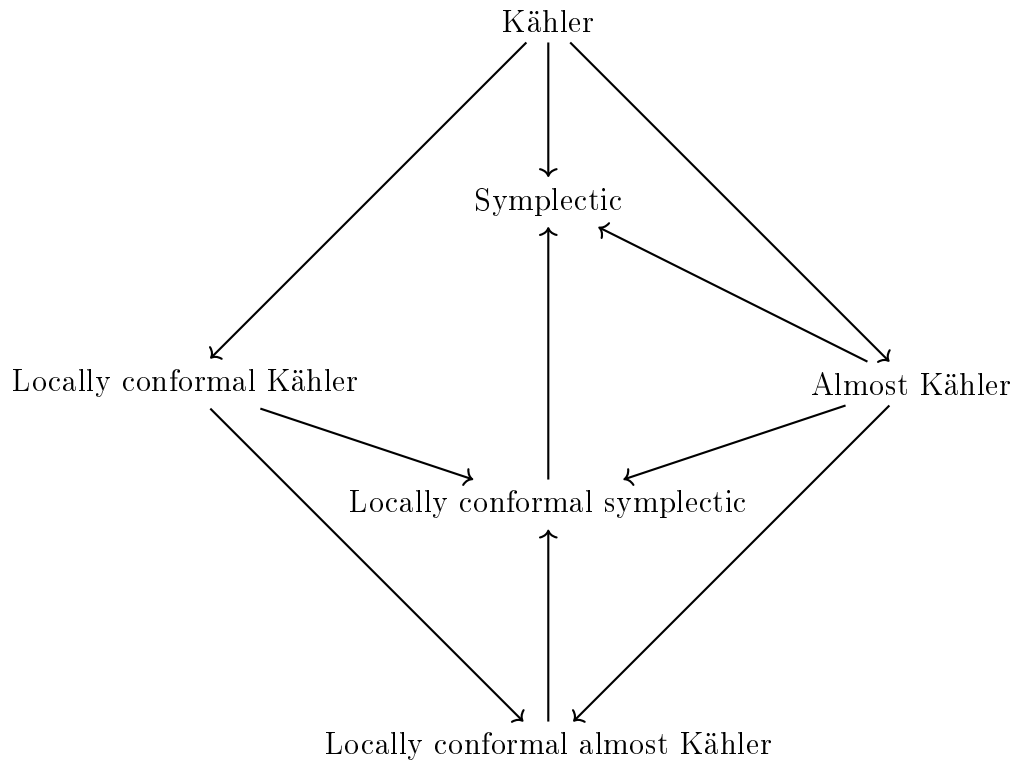 Kähler
Symplectic
Locally conformal Kähler
Almost Kähler
Locally conformal symplectic
Locally conformal almost Kähler